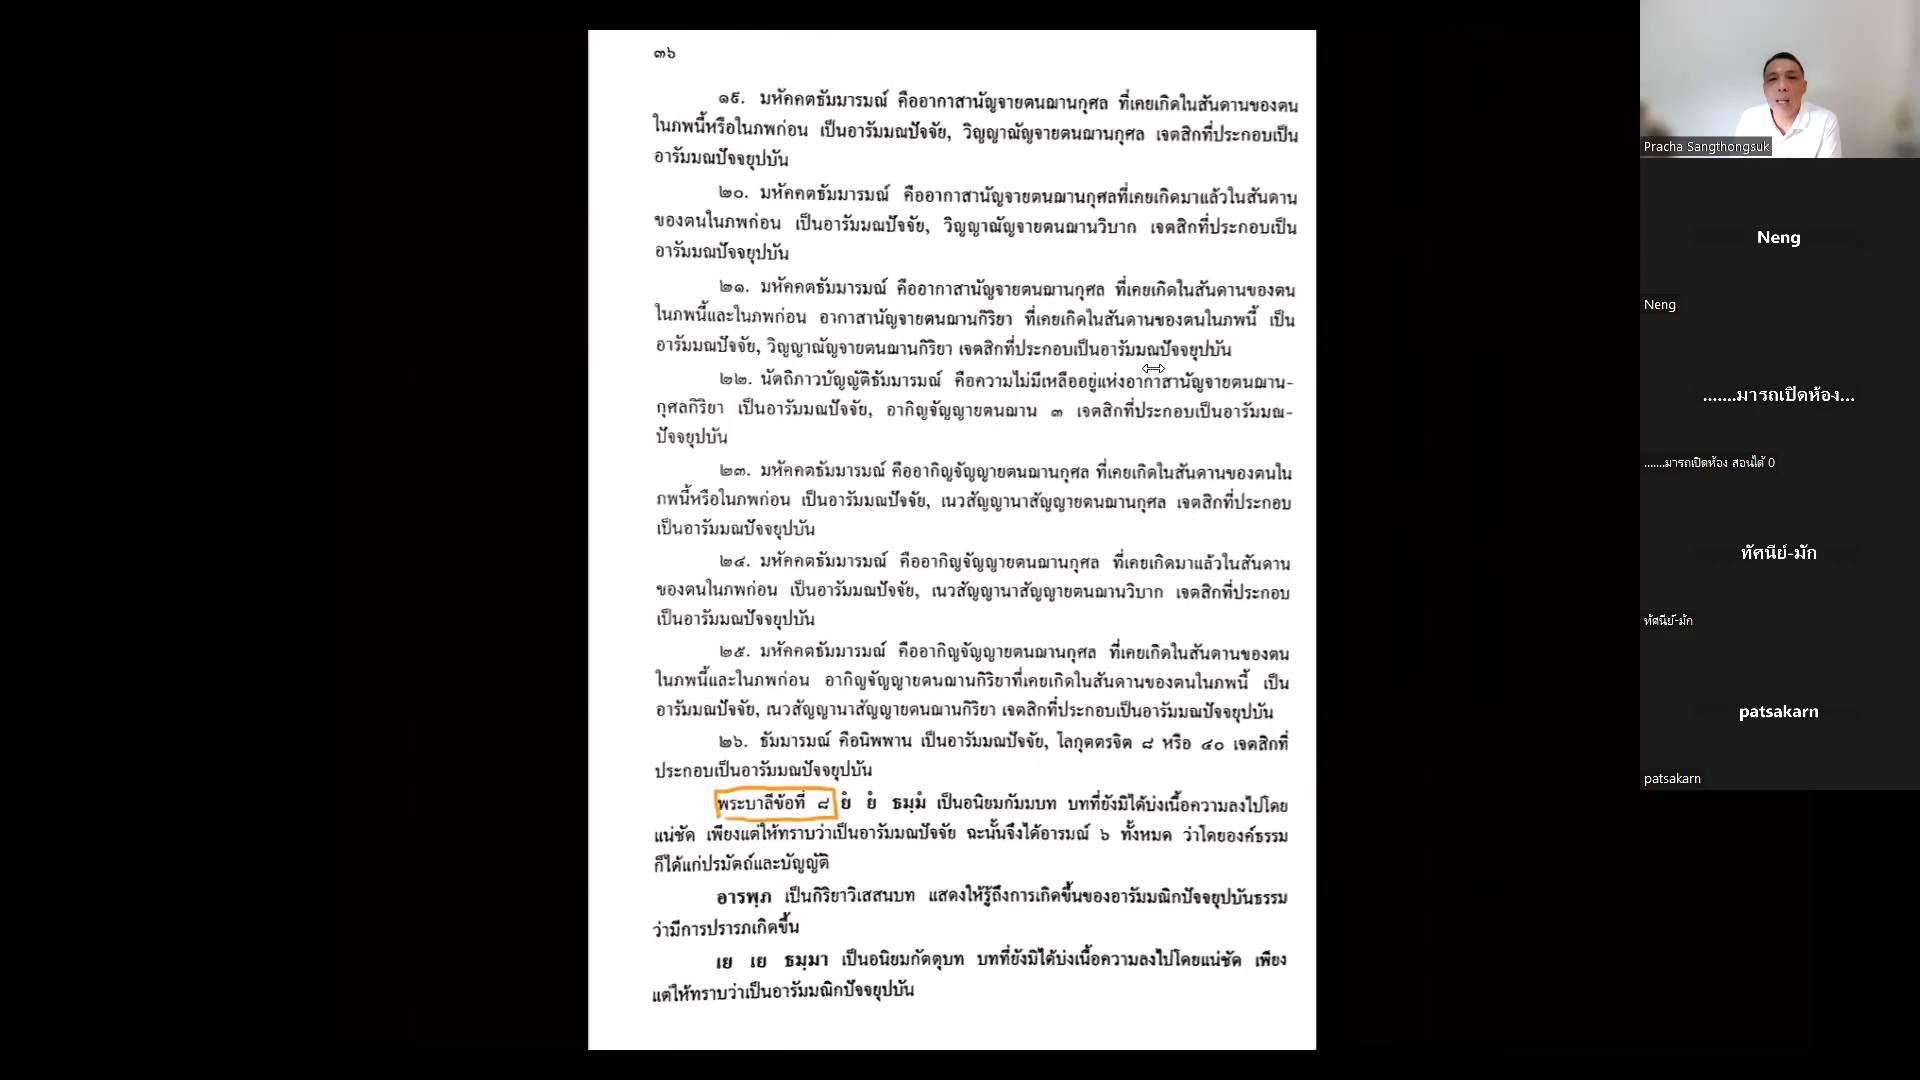 ๓๖
๑๙. มหัคคตธัมมารมณ์ คืออากาสานัญจายตนฌานกุศล ที่เคยเกิดในสันดานของตน
ในภพนี้หรือในภพก่อน เป็นอารัมมณปัจจัย, วิญญาณัญจายตนฌานกุศล เจตสิกที่ประกอบเป็น
อารัมมณปัจจยุปบัน
๒๐. มหัคคตธัมมารมณ์ คืออากาสานัญจายตนฌานกุศลที่เคยเกิดมาแล้วในสันดาน
ของตนในภพก่อน เป็นอารัมมณปัจจัย, วิญญาณัญจายตนฌานวิบาก เจตสิกที่ประกอบเป็น
อารัมมณปัจจยุปบัน
๒๑. มหัคคตธัมมารมณ์ คืออากาสานัญจายตนฌานกุศล ที่เคยเกิดในสันดานของตน
ในภพนี้และในภพก่อน อากาสานัญจายตนฌานกิริยา ที่เคยเกิดในสันดานของตนในภพนี้ เป็น
อารัมมณปัจจัย, วิญญาณัญจายตนฌานกิริยา เจตสิกที่ประกอบเป็นอารัมมณปัจจยุปบัน
๒๒. นัตถิภาวบัญญัติธัมมารมณ์ คือความไม่มีเหลืออยู่แห่งอากาสานัญจายตนฌาน-
กุศลกิริยา เป็นอารัมมณปัจจัย, อากิญจัญญายตนฌาน ๓ เจตสิกที่ประกอบเป็นอารัมมณ-
ปัจจยุปบัน
๒๓. มหัคคตธัมมารมณ์ คืออากิญจัญญายตนฌานกุศล ที่เคยเกิดในสันดานของตนใน
ภพนี้หรือในภพก่อน เป็นอารัมมณปัจจัย, เนวสัญญานาสัญญายตนฌานกุศล เจตสิกที่ประกอบ
เป็นอารัมมณปัจจยุปบัน
๒๔. มหัคคตธัมมารมณ์ คืออากิญจัญญายตนฌานกุศล ที่เคยเกิดมาแล้วในสันดาน
ของตนในภพก่อน เป็นอารัมมณปัจจัย, เนวสัญญานาสัญญายตนฌานวิบาก เจตสิกที่ประกอบ
เป็นอารัมมณปัจจยุปบัน
๒๕. มหัคคตธัมมารมณ์ คืออากิญจัญญายตนฌานกุศล ที่เคยเกิดในสันดานของตน
ในภพนี้และในภพก่อน อากิญจัญญายตนฌานกิริยาที่เคยเกิดในสันดานของตนในภพนี้ เป็น
อารัมมณปัจจัย, เนวสัญญานาสัญญายตนฌานกิริยา เจตสิกที่ประกอบเป็นอารัมมณปัจจยุปบัน
๒๖. ธัมมารมณ์ คือนิพพาน เป็นอารัมมณปัจจัย, โลกุตตรจิต ๘ หรือ ๔๐ เจตสิกที่
ประกอบเป็นอารัมมณปัจจยุปบัน
พระบาลีข้อที่ ๘ ยํ ยํ ธมฺมํ เป็นอนิยมกัมมบท บทที่ยังมิได้บ่งเนื้อความลงไปโดย
แน่ชัด เพียงแต่ให้ทราบว่าเป็นอารัมมณปัจจัย ฉะนั้นจึงได้อารมณ์ ๖ ทั้งหมด ว่าโดยองค์ธรรม
ก็ได้แก่ปรมัตถ์และบัญญัติ
อารพฺภ เป็นกิริยาวิเสสนบท แสดงให้รู้ถึงการเกิดขึ้นของอารัมมณิกปัจจยุปบันธรรม
ว่ามีการปรารภเกิดขึ้น
เย เย ธมฺมา เป็นอนิยมกัตตุบท บทที่ยังมิได้บ่งเนื้อความลงไปโดยแน่ชัด เพียง
แต่ให้ทราบว่าเป็นอารัมมณิกปัจจยุปบัน
Pracha Sangthongsuk
Neng
Neng
.......มารถเปิดห้อง...
.......มารถเปิดห้อง สอนได้ 0
ทัศนีย์-มัก
ทัศนีย์-มัก
patsakarn
patsakarn